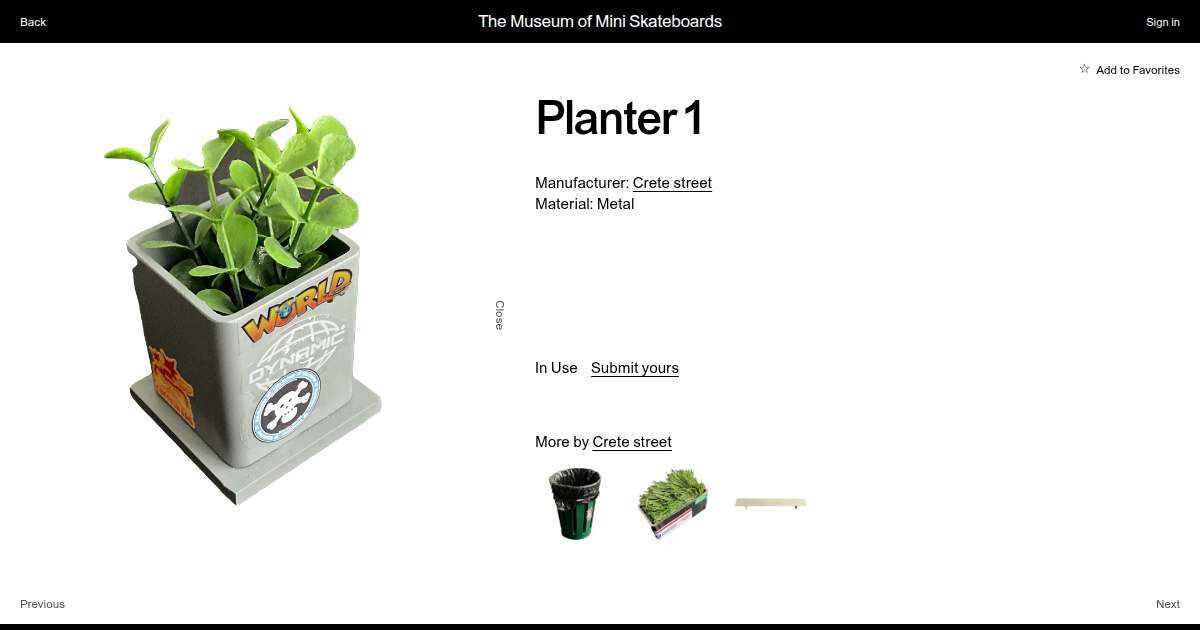 Back
The Museum of Mini Skateboards
Sign in
☆ Add to Favorites
Planter 1
Manufacturer: Crete street
Material: Metal
WORLD
DYNAMIC
Close
In Use Submit yours
More by Crete street
Previous
Next